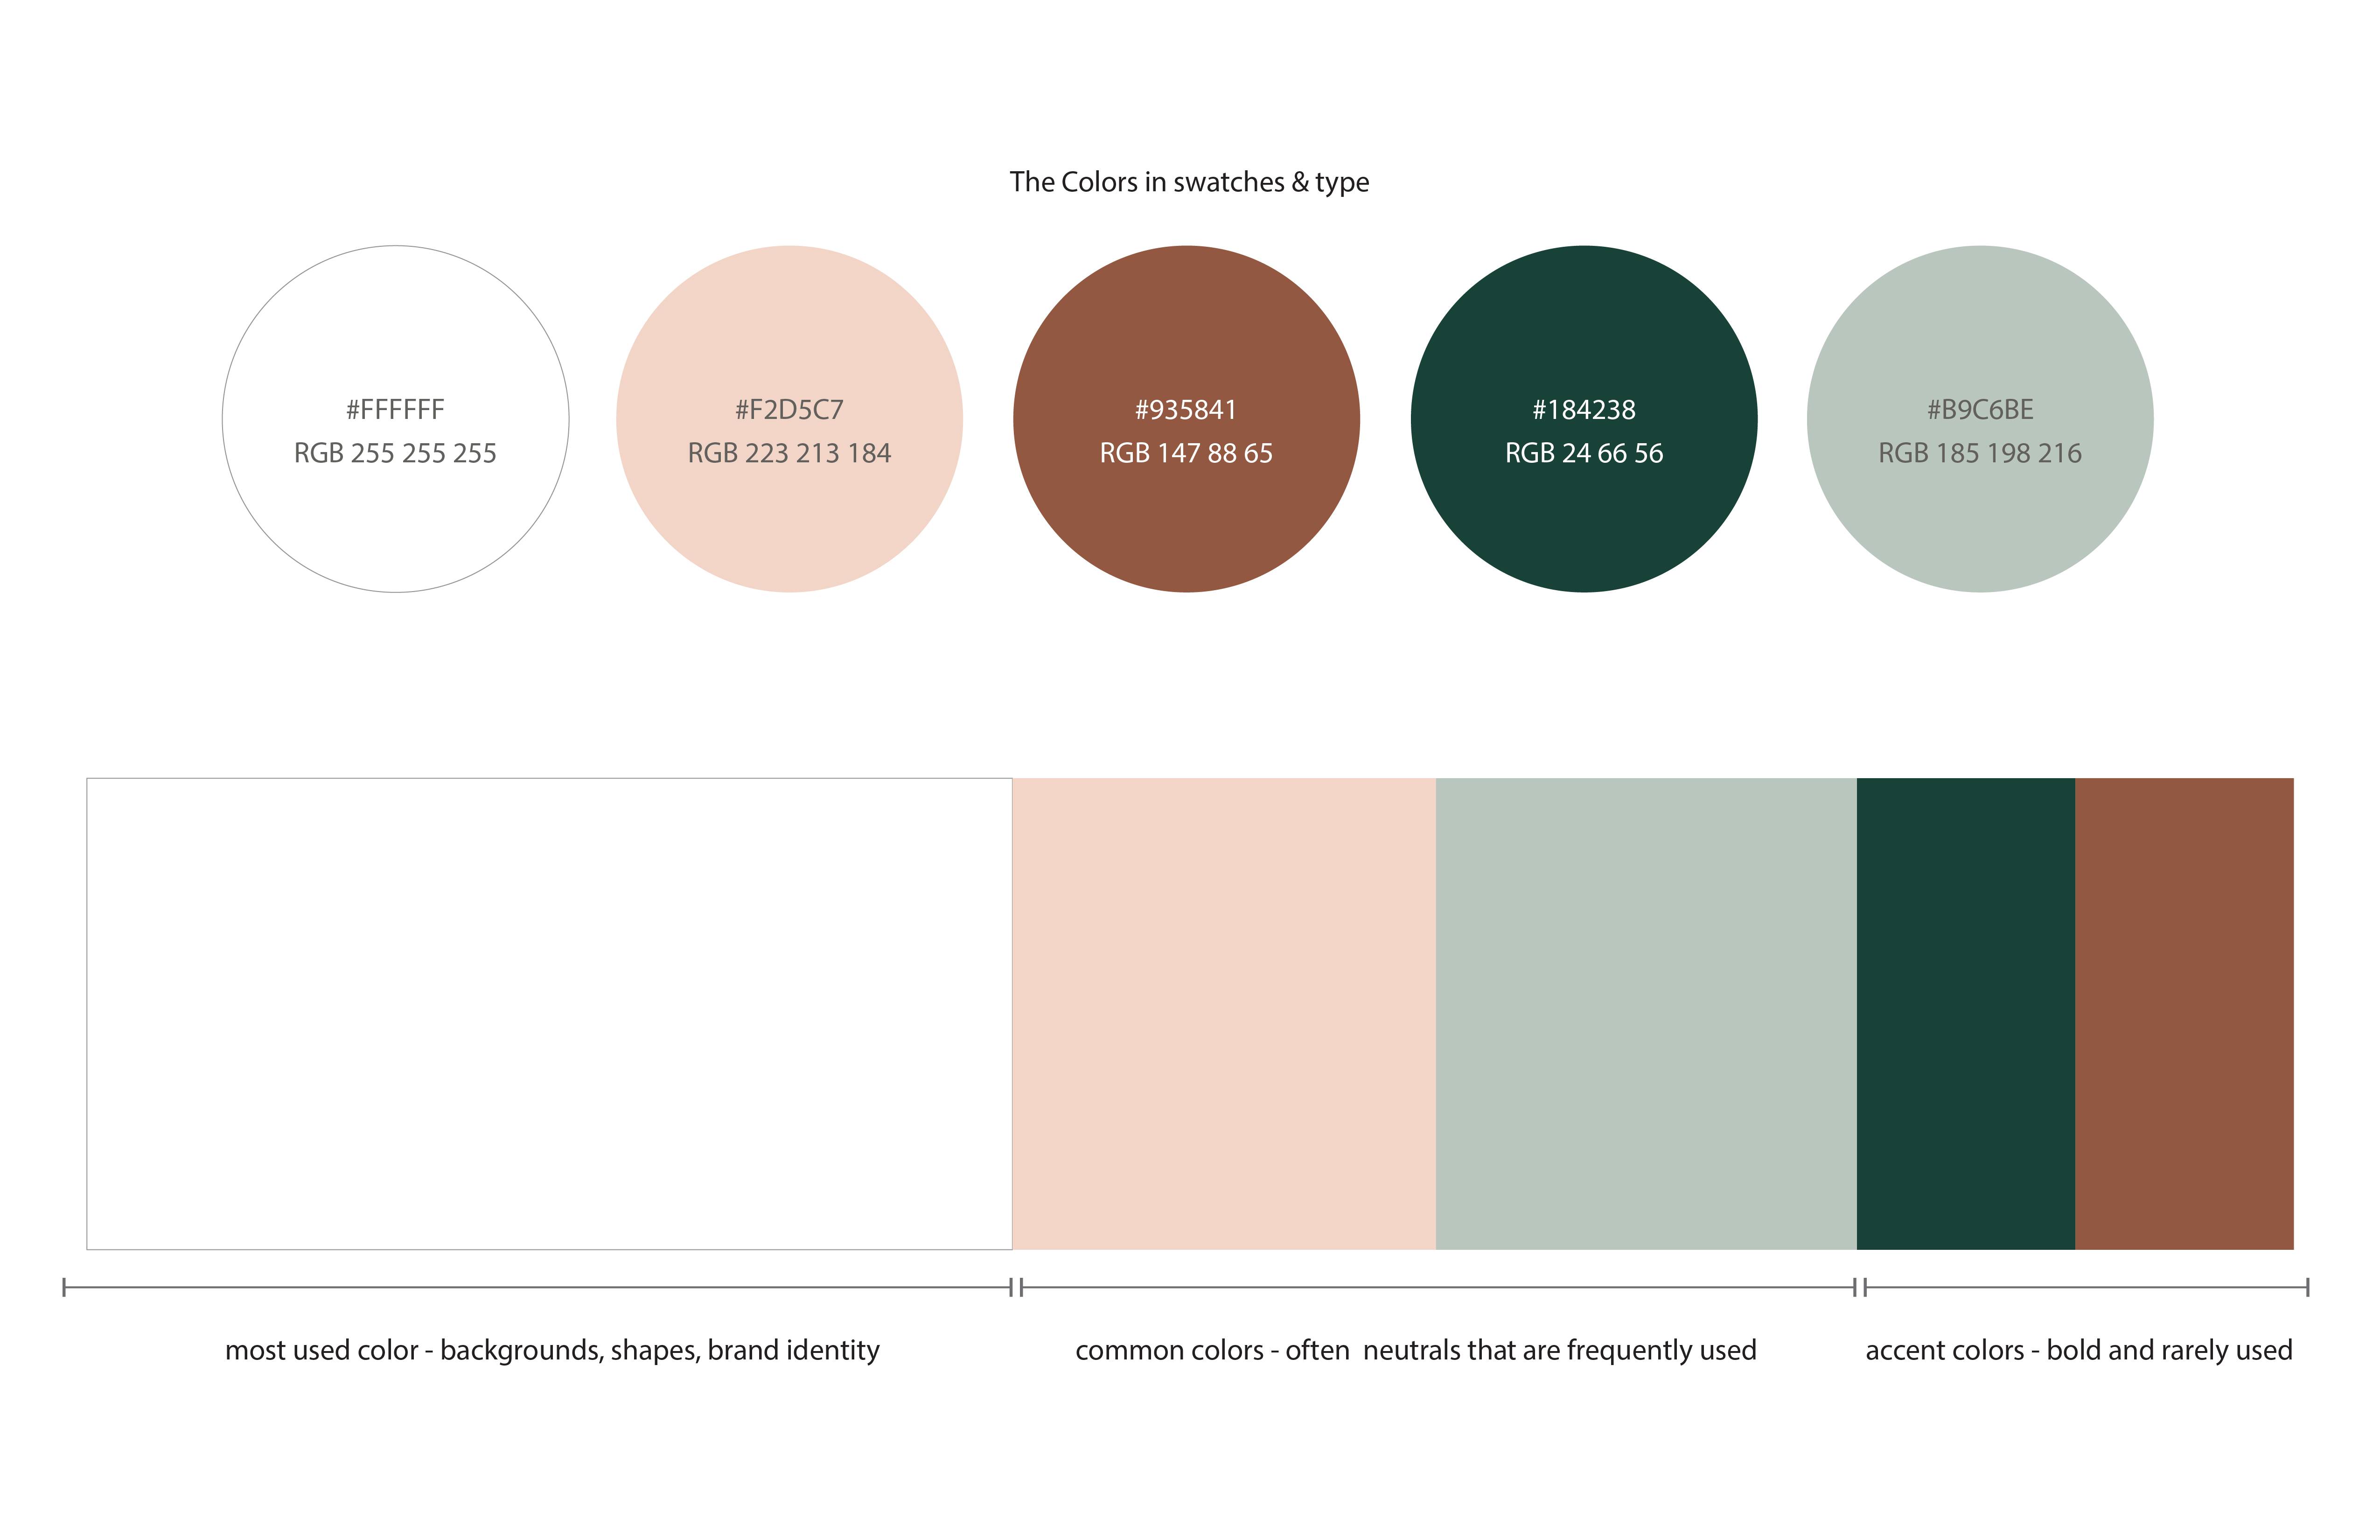 The Colors in swatches & type
#FFFFFF
RGB 255 255 255
#F2D5C7
RGB 223 213 184
#935841
RGB 147 88 65
#184238
RGB 24 66 56
#B9C6BE
RGB 185 198 216
most used color - backgrounds, shapes, brand identity
common colors - often  neutrals that are frequently used
accent colors - bold and rarely used